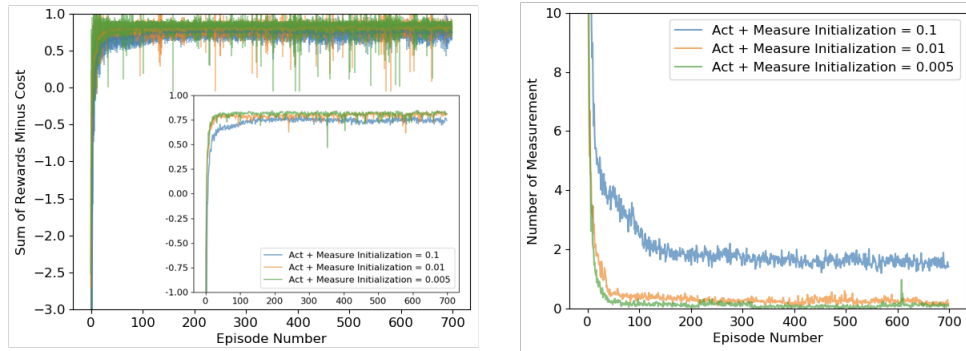 1.0
0.5
0.0
−0.5
−1.0
−1.5
−2.0
−2.5
−3.0
Sum of Rewards Minus Cost
0 100 200 300 400 500 600 700
Episode Number
1.00
0.75
0.50
0.25
0.00
−0.25
−0.50
−0.75
−1.00
0 100 200 300 400 500 600 700
Act + Measure Initialization = 0.1
Act + Measure Initialization = 0.01
Act + Measure Initialization = 0.005
10
8
6
4
2
0
Number of Measurement
0 100 200 300 400 500 600 700
Episode Number
Act + Measure Initialization = 0.1
Act + Measure Initialization = 0.01
Act + Measure Initialization = 0.005